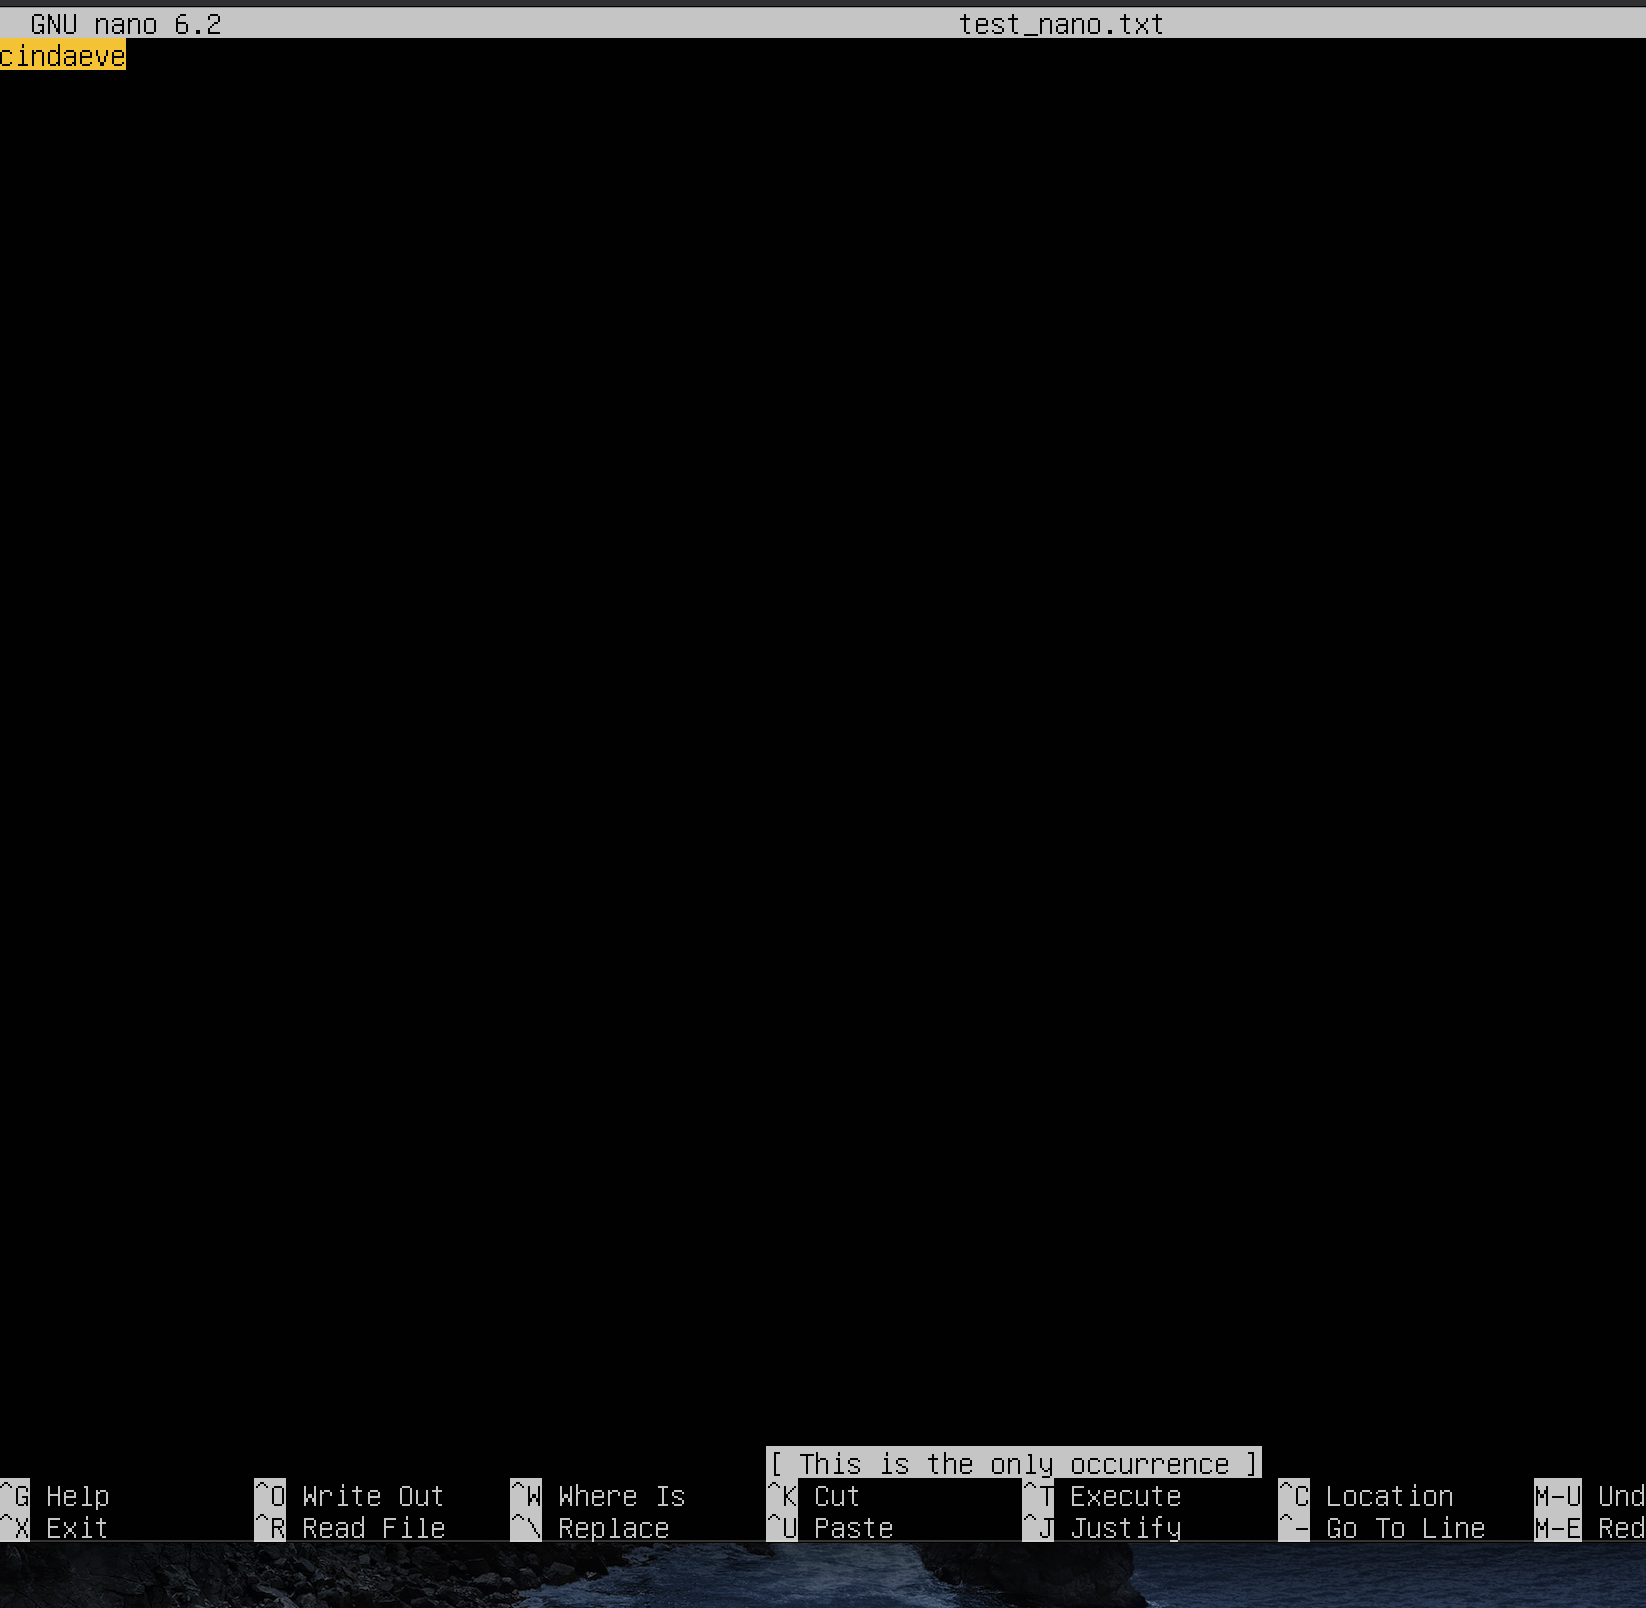 GNU nano 6.2 test_nano.txt
cindaeve
[ This is the only occurrence ]
^G Help ^O Write Out ^W Where Is ^K Cut ^T Execute ^C Location M-U Und
^X Exit ^R Read File ^\ Replace ^U Paste ^J Justify ^- Go To Line M-E Red